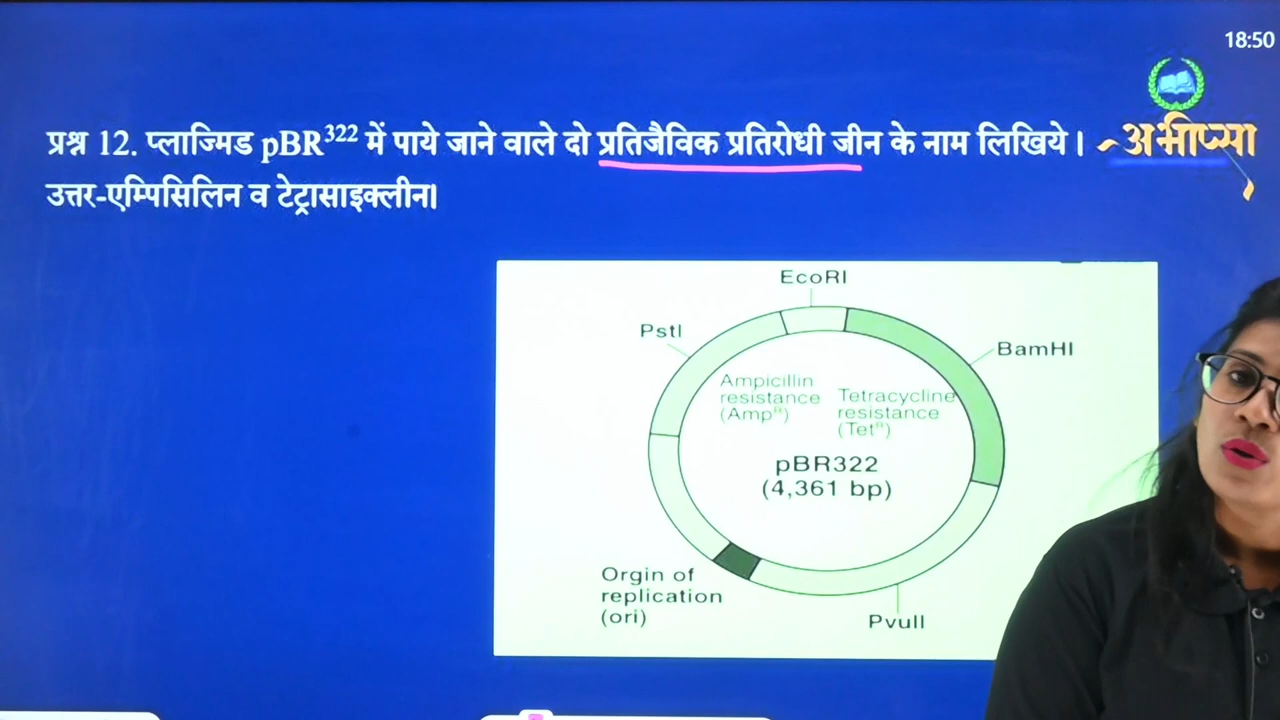 18:50
प्रश्न 12. प्लाज्मिड pBR³²² में पाये जाने वाले दो प्रतिजैविक प्रतिरोधी जीन के नाम लिखिये।
अभीप्सा
उत्तर-एम्पिसिलिन व टेट्रासाइक्लीन।
EcoRI
PstI
BamHI
Ampicillin
resistance
(Ampᴿ)
Tetracycline
resistance
(Tetᴿ)
pBR322
(4,361 bp)
Orgin of
replication
(ori)
PvuII